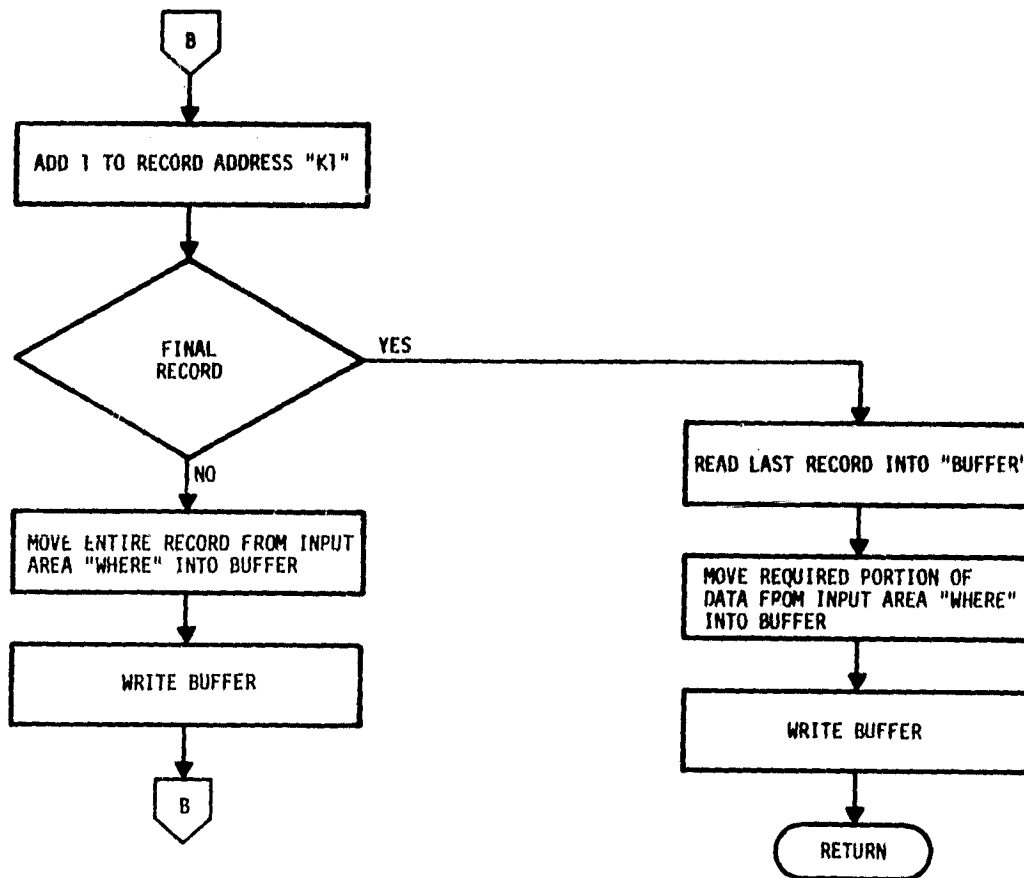 B
ADD 1 TO RECORD ADDRESS "K1"
FINAL
RECORD
YES
NO
READ LAST RECORD INTO "BUFFER"
MOVE ENTIRE RECORD FROM INPUT
AREA "WHERE" INTO BUFFER
MOVE REQUIRED PORTION OF
DATA FROM INPUT AREA "WHERE"
INTO BUFFER
WRITE BUFFER
WRITE BUFFER
B
RETURN